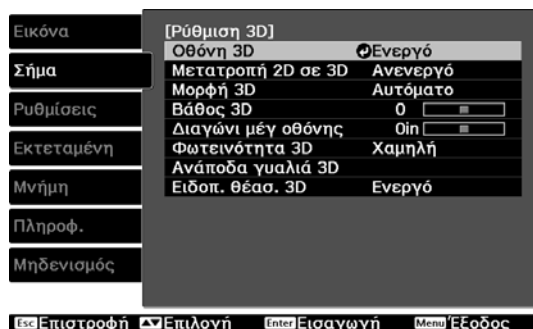 Εικόνα
Σήμα
Ρυθμίσεις
Εκτεταμένη
Μνήμη
Πληροφ.
Μηδενισμός
[Ρύθμιση 3D]
Οθόνη 3D Ενεργό
Μετατροπή 2D σε 3D Ανενεργό
Μορφή 3D Αυτόματο
Βάθος 3D 0
Διαγώνι μέγ οθόνης 0in
Φωτεινότητα 3D Χαμηλή
Ανάποδα γυαλιά 3D
Ειδοπ. θέασ. 3D Ενεργό
Esc Επιστροφή Επιλογή Enter Εισαγωγή Menu Έξοδος